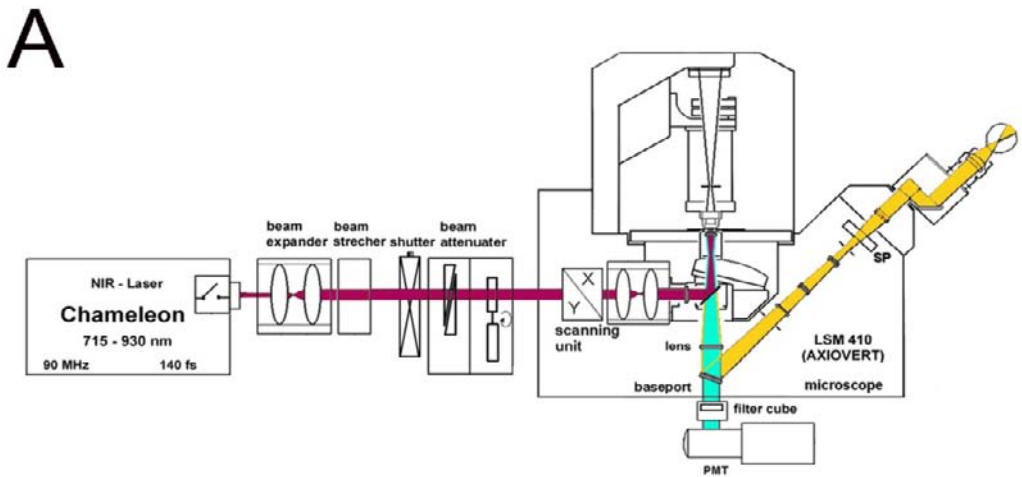 A
beam
expander
beam
strecher
shutter
beam
attenuater
NIR - Laser
Chameleon
715 - 930 nm
90 MHz
140 fs
X
Y
scanning
unit
lens
baseport
SP
LSM 410
(AXIOVERT)
microscope
filter cube
PMT